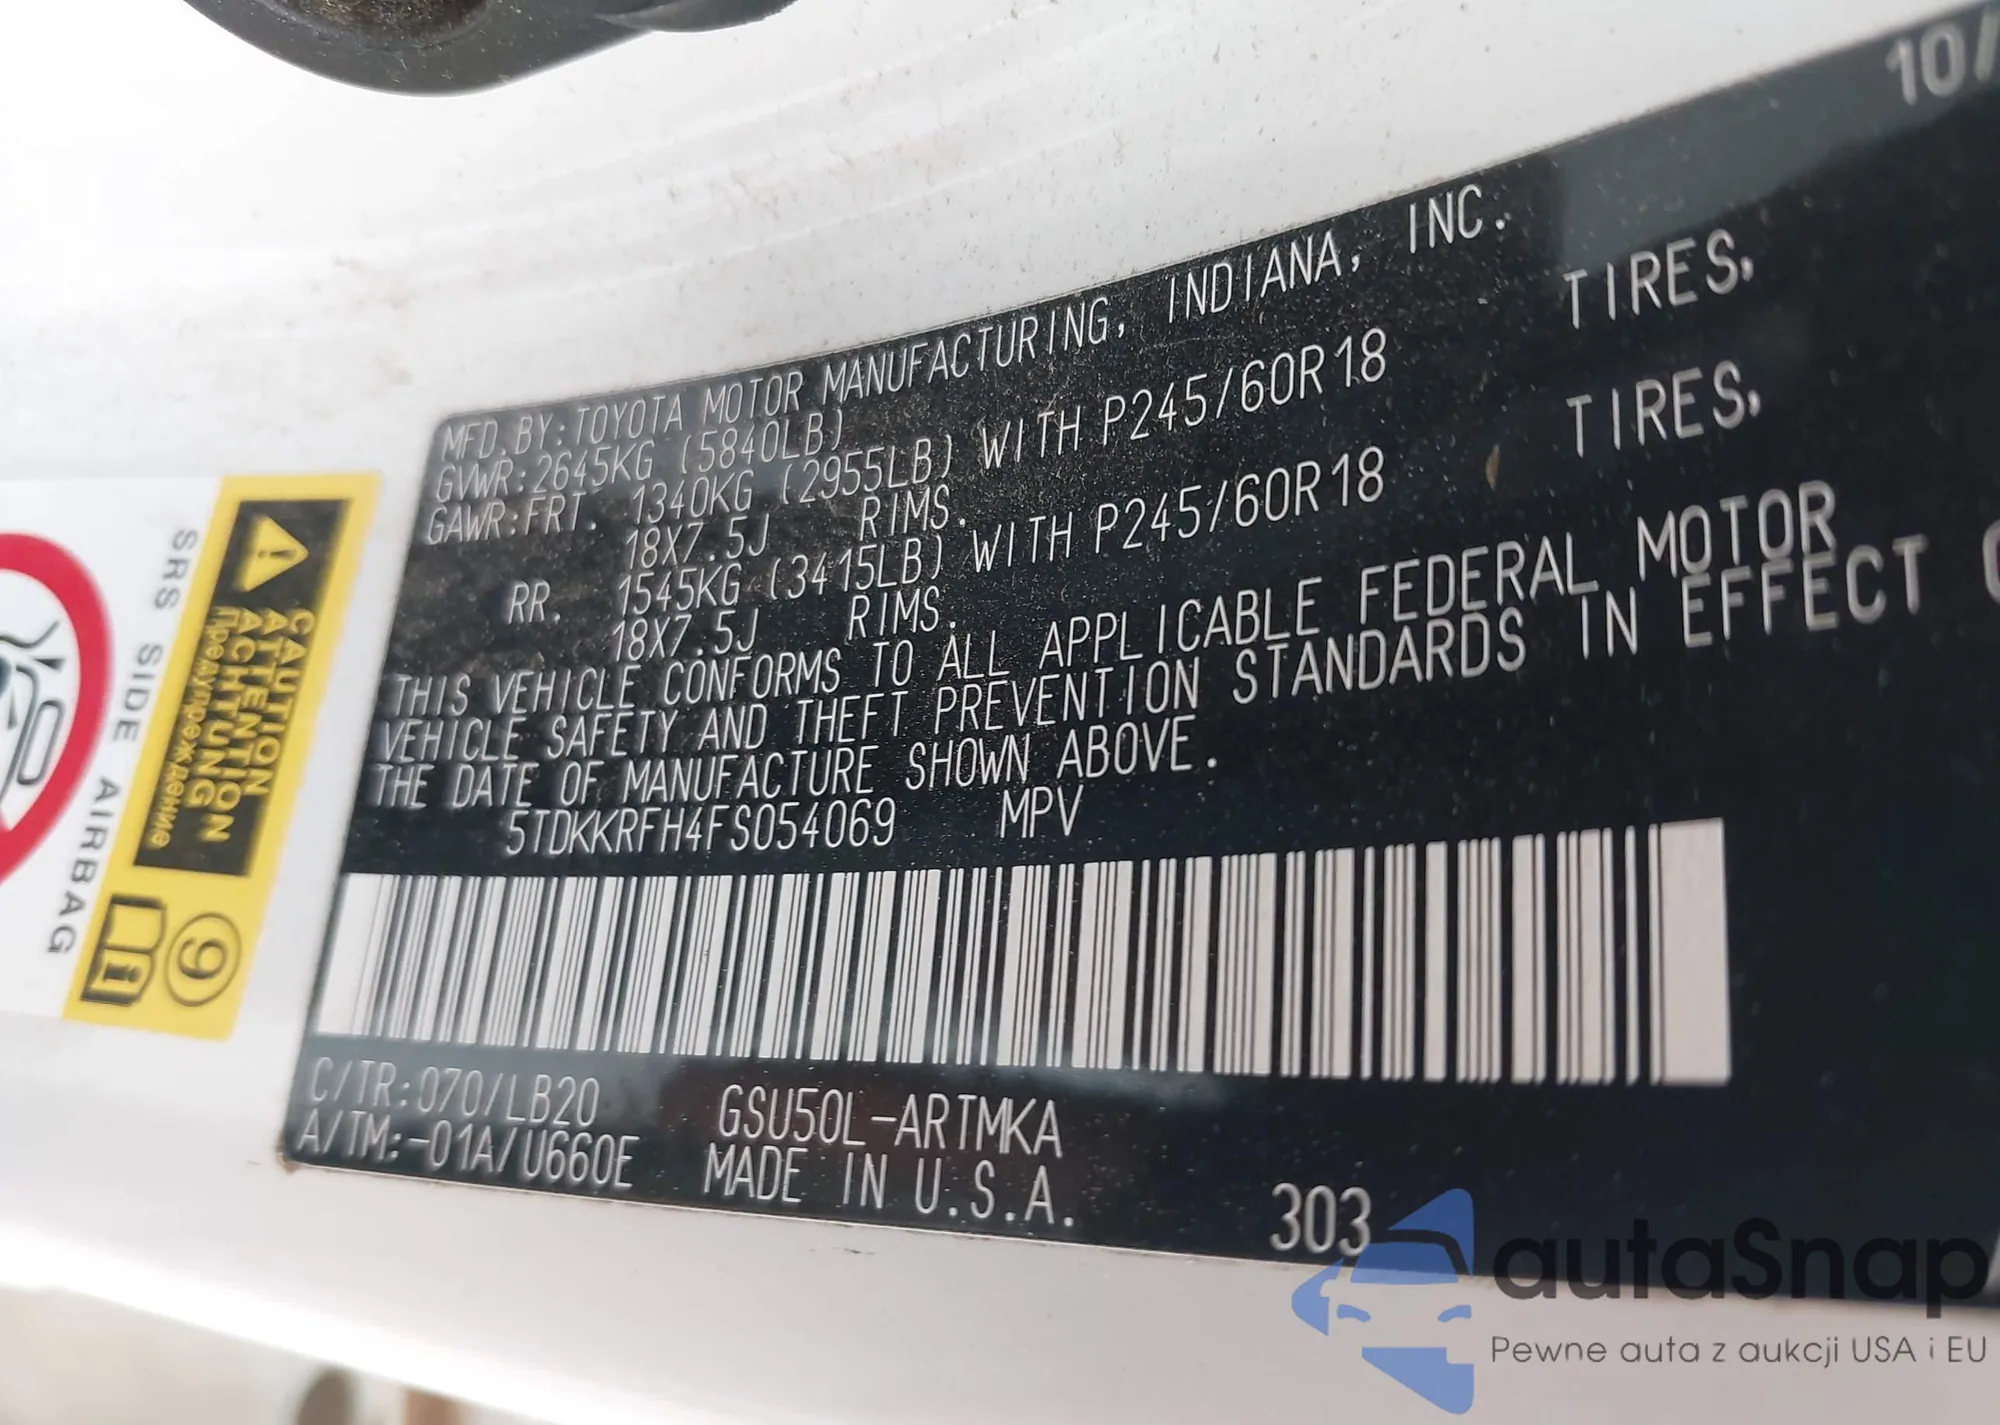 10/
MFD.BY:TOYOTA MOTOR MANUFACTURING, INDIANA, INC.
GVWR:2645KG (5840LB)
GAWR:FRT. 1340KG (2955LB) WITH P245/60R18 TIRES,
18X7.5J RIMS.
RR. 1545KG (3415LB) WITH P245/60R18 TIRES,
18X7.5J RIMS.
THIS VEHICLE CONFORMS TO ALL APPLICABLE FEDERAL MOTOR
VEHICLE SAFETY AND THEFT PREVENTION STANDARDS IN EFFECT
THE DATE OF MANUFACTURE SHOWN ABOVE.
5TDKKRFH4FS054069 MPV
C/TR:070/LB20 GSU50L-ARTMKA
A/TM:-01A/U660E MADE IN U.S.A.
303
CAUTION
ATTENTION
ACHTUNG
Предупреждение
9
SRS SIDE AIRBAG
autaSnap
Pewne auta z aukcji USA i EU